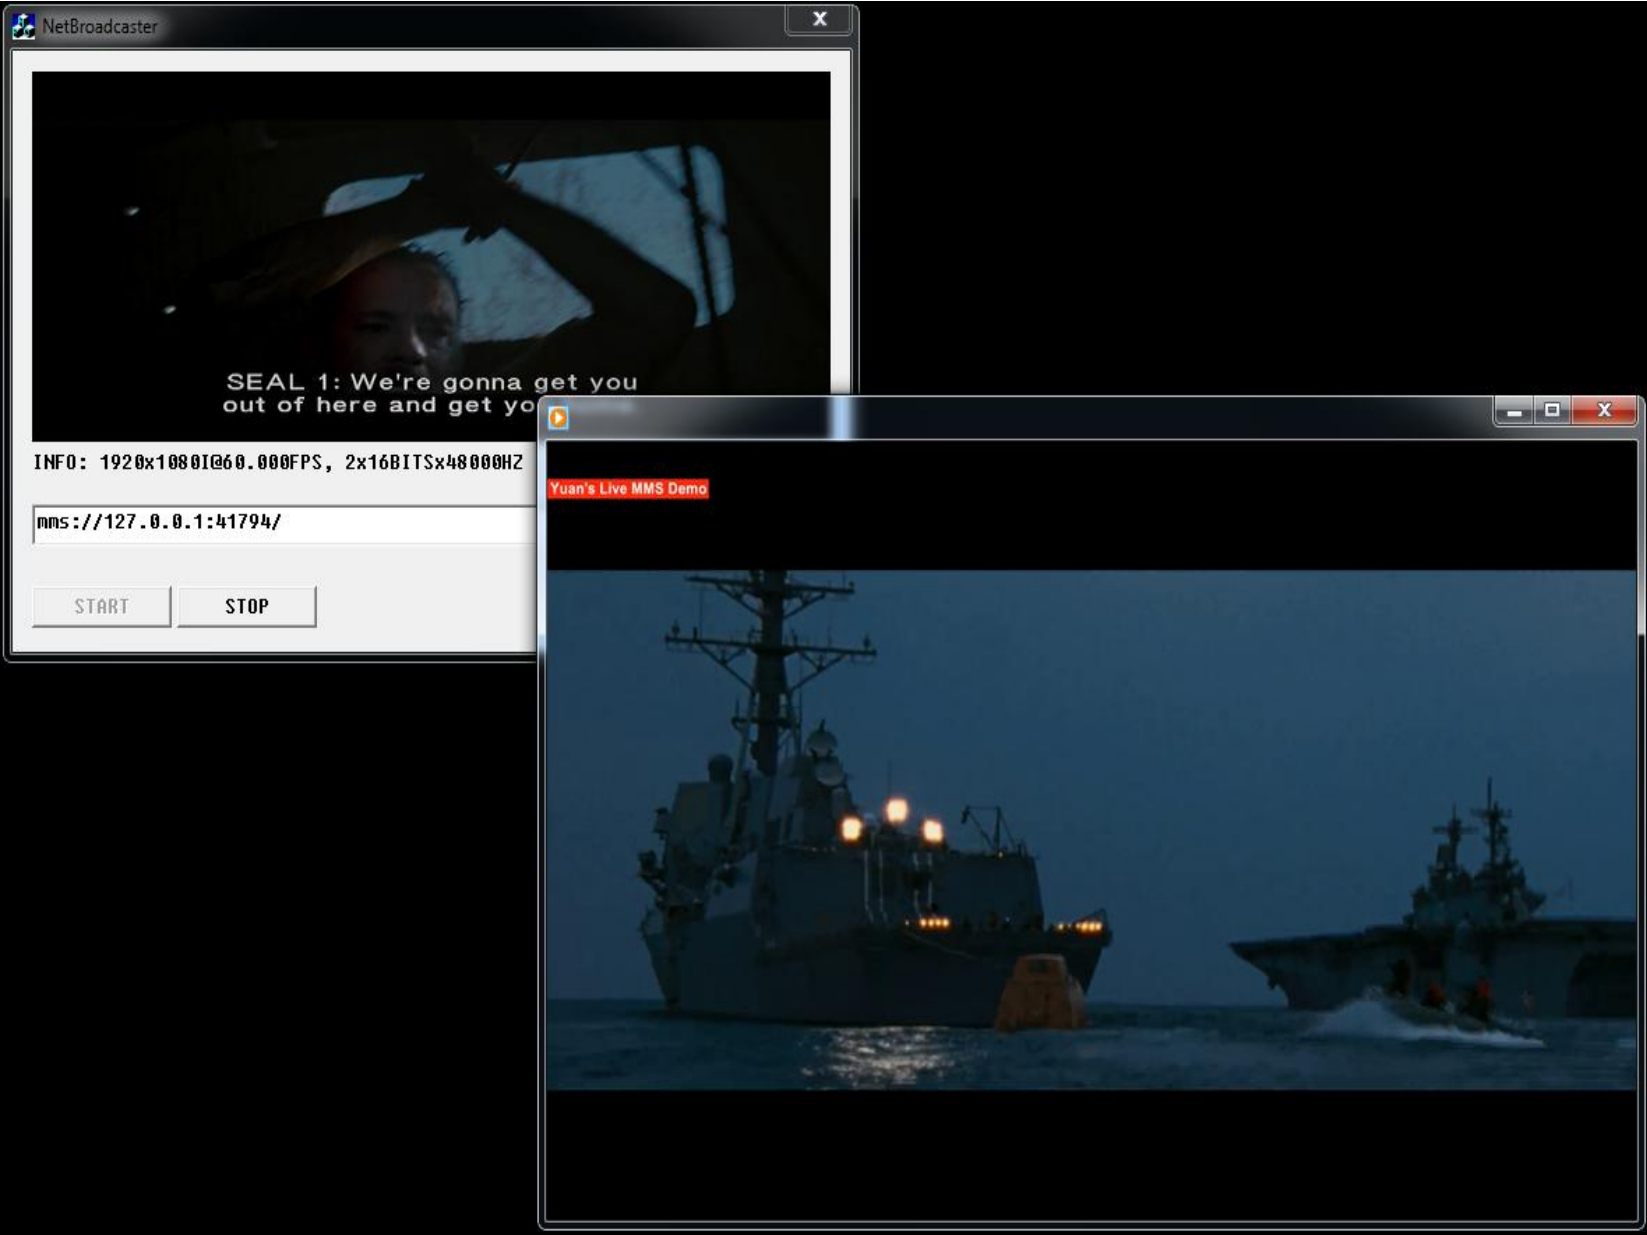 NetBroadcaster
SEAL 1: We're gonna get you
out of here and get yo
INFO: 1920x1080I@60.000FPS, 2x16BITSx48000HZ
mms://127.0.0.1:41794/
START
STOP
Yuan's Live MMS Demo